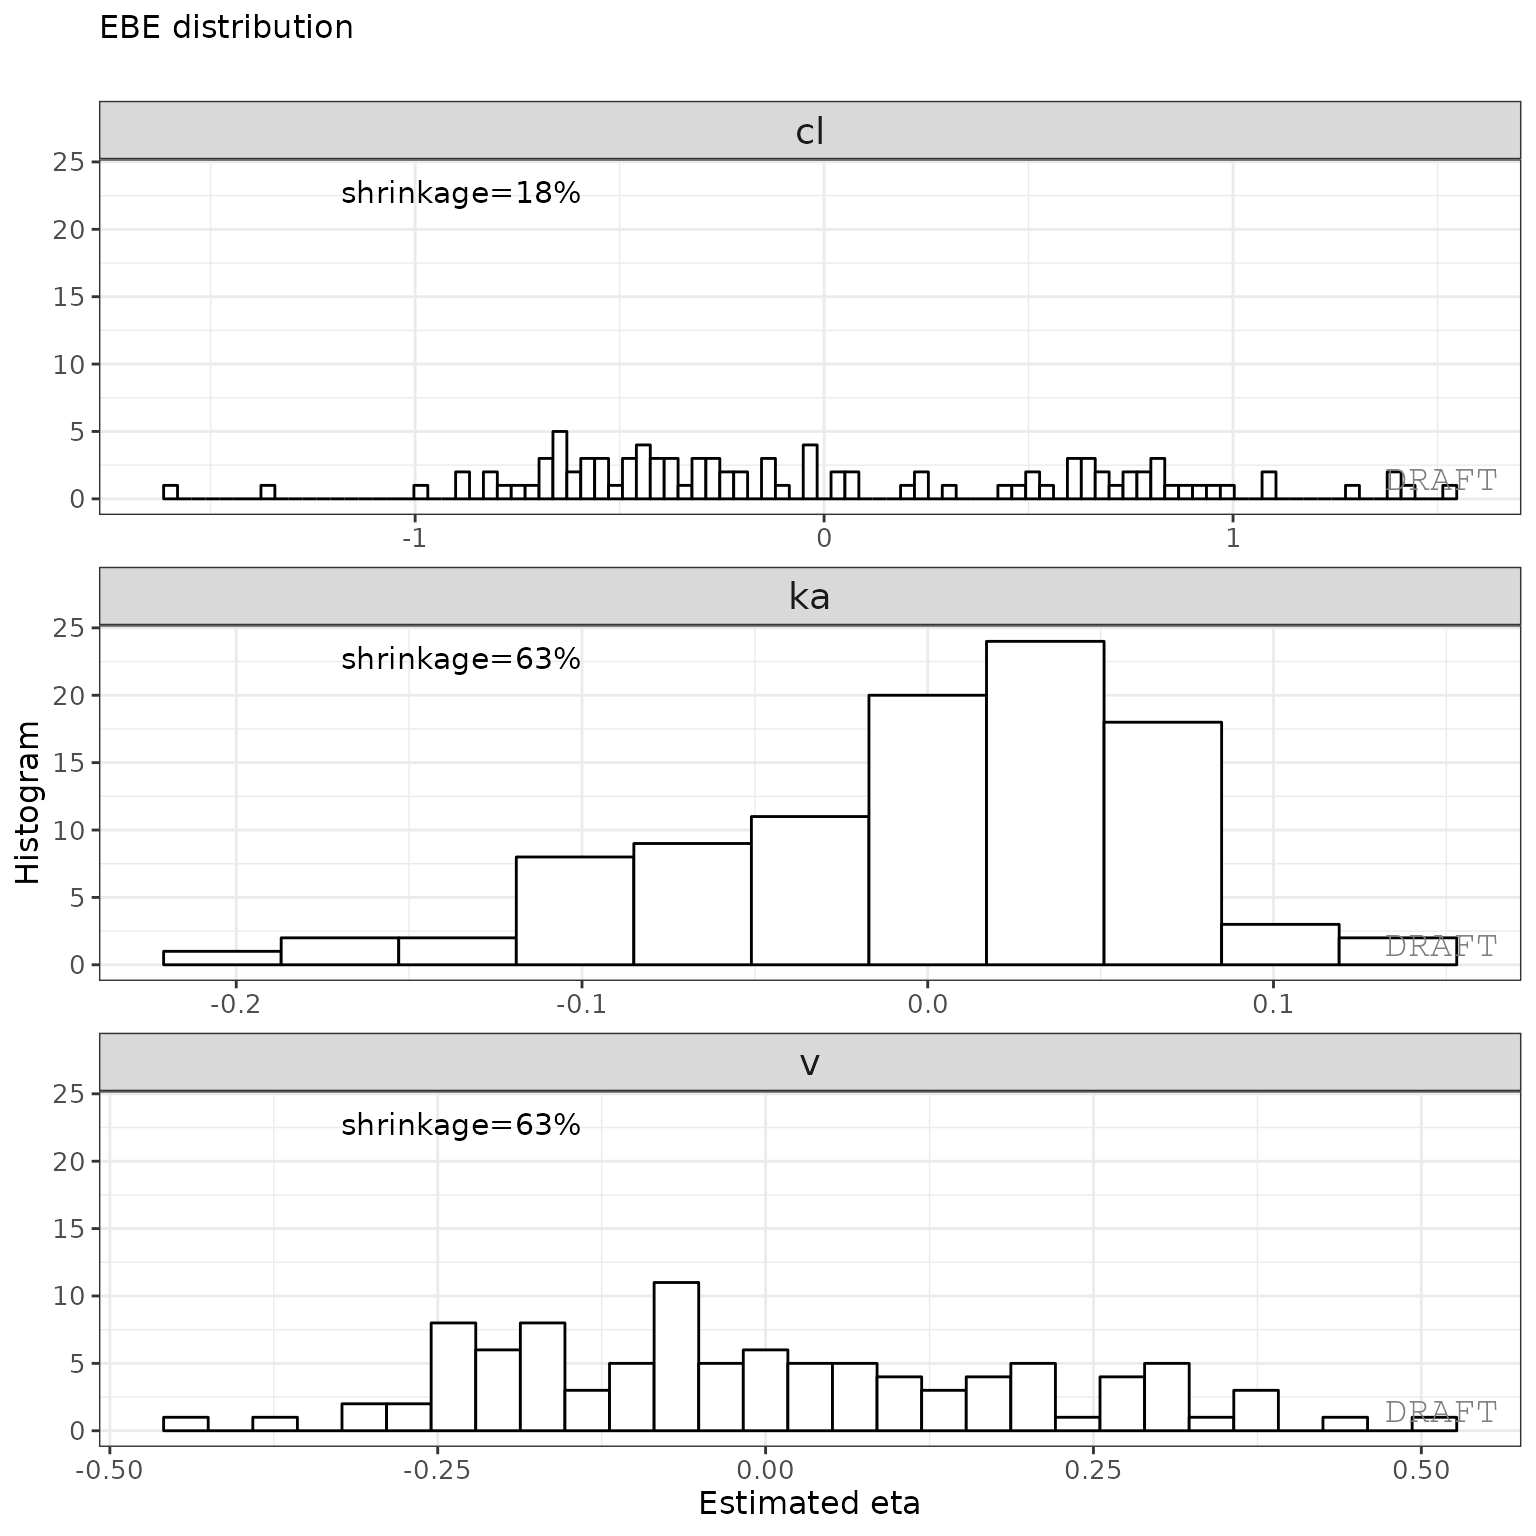 EBE distribution
cl
25
shrinkage=18%
20
15
10
5
0
DRAFT
-1 0 1
ka
25
shrinkage=63%
20
15
10
5
0
DRAFT
-0.2 -0.1 0.0 0.1
Histogram
v
25
shrinkage=63%
20
15
10
5
0
DRAFT
-0.50 -0.25 0.00 0.25 0.50
Estimated eta